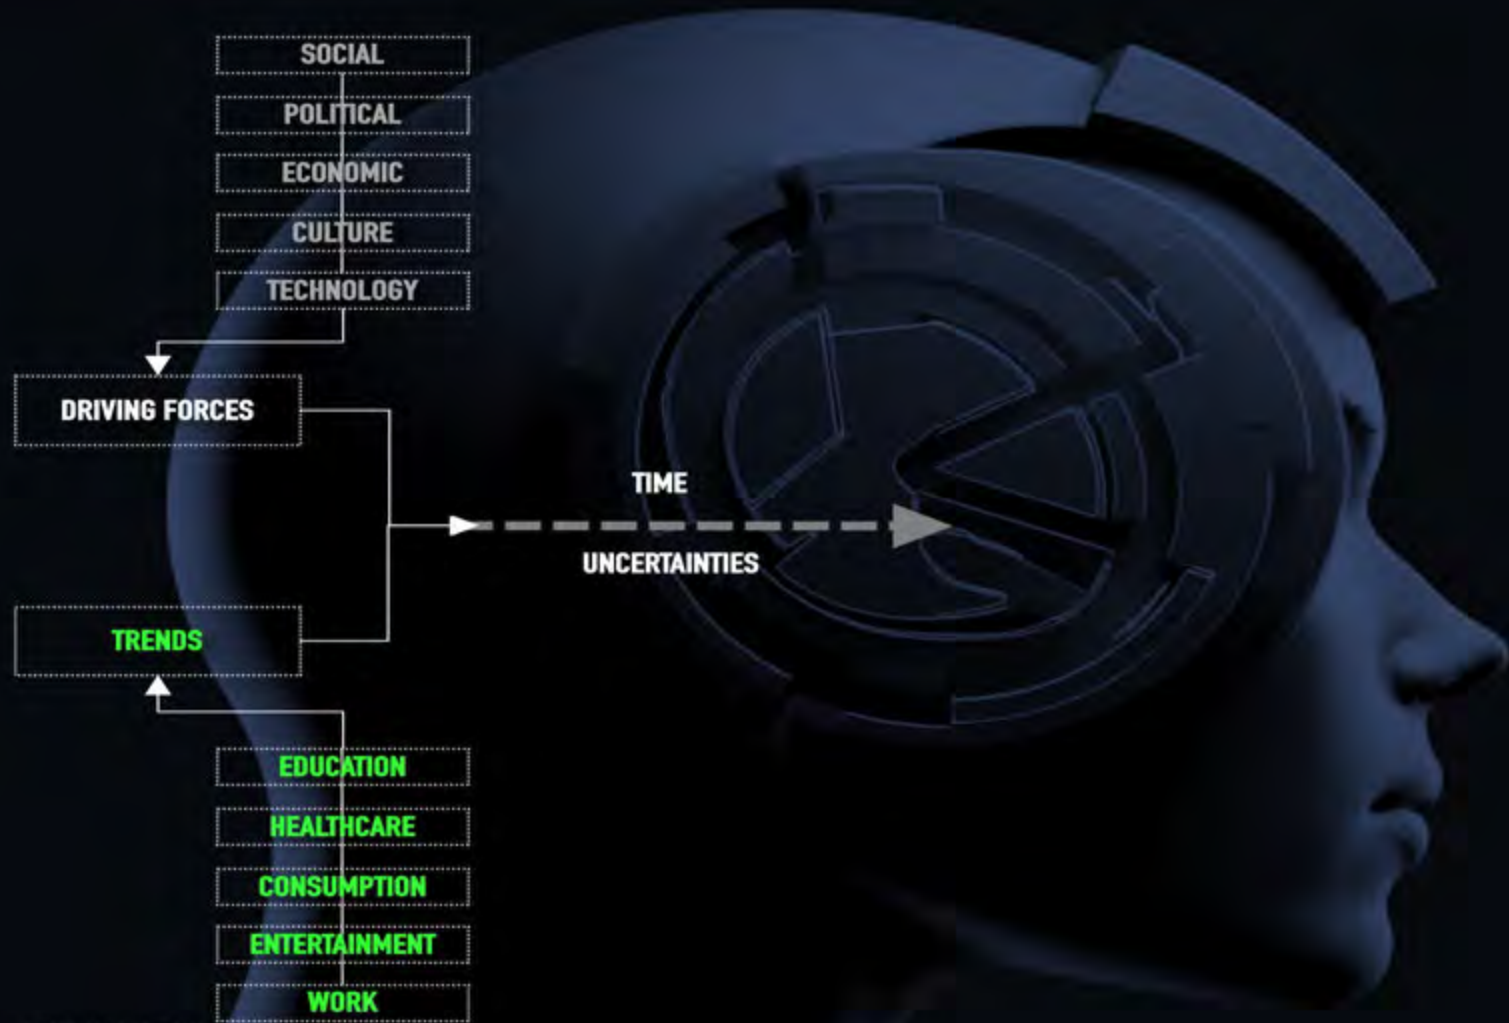 SOCIAL
POLITICAL
ECONOMIC
CULTURE
TECHNOLOGY
DRIVING FORCES
TIME
UNCERTAINTIES
TRENDS
EDUCATION
HEALTHCARE
CONSUMPTION
ENTERTAINMENT
WORK